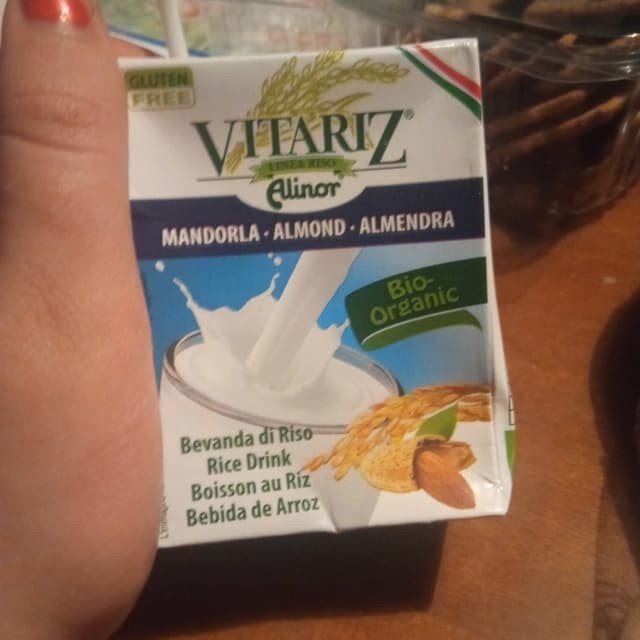 GLUTEN
FREE
VITARIZ®
LINEA RISO
Alinor
MANDORLA · ALMOND · ALMENDRA
Bio-
Organic
Bevanda di Riso
Rice Drink
Boisson au Riz
Bebida de Arroz